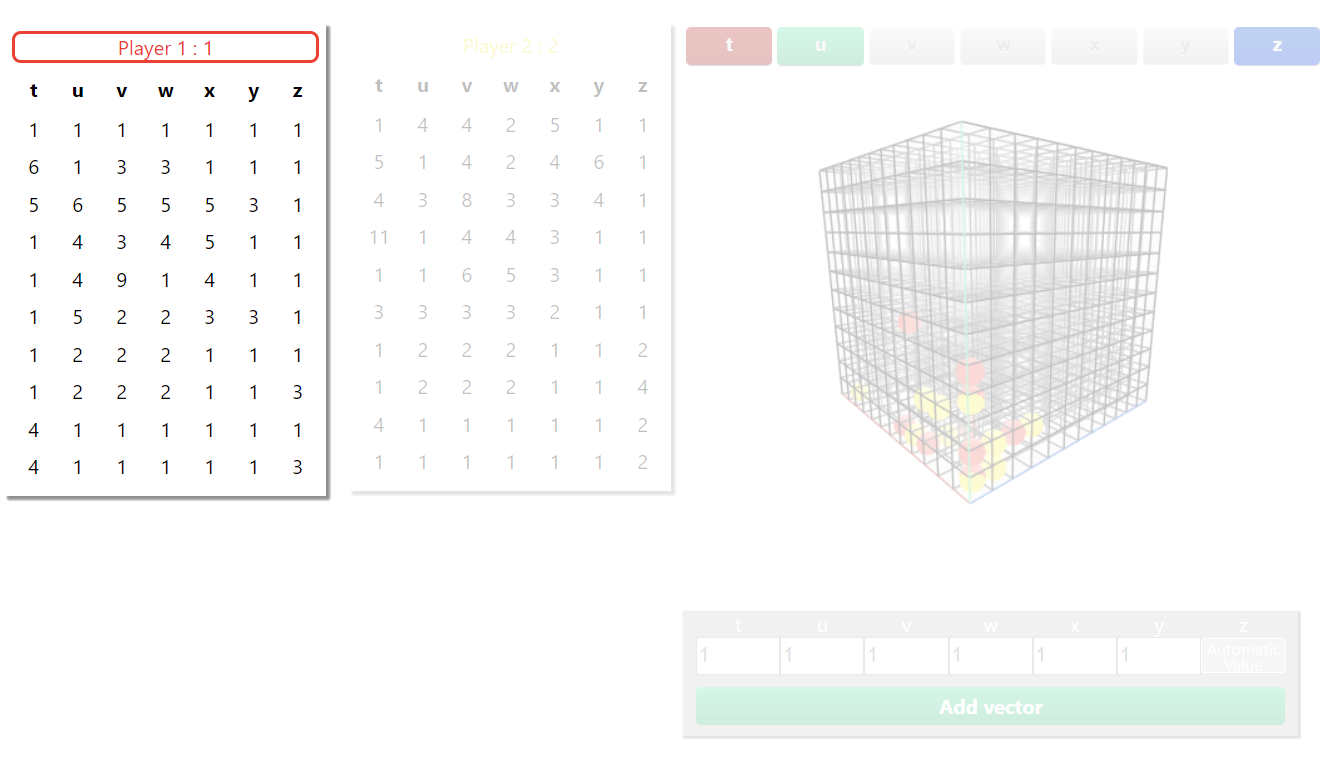 Player 1 : 1
t u v w x y z
1 1 1 1 1 1 1
6 1 3 3 1 1 1
5 6 5 5 5 3 1
1 4 3 4 5 1 1
1 4 9 1 4 1 1
1 5 2 2 3 3 1
1 2 2 2 1 1 1
1 2 2 2 1 1 3
4 1 1 1 1 1 1
4 1 1 1 1 1 3
Player 2 : 2
t u v w x y z
1 4 4 2 5 1 1
5 1 4 2 4 6 1
4 3 8 3 3 4 1
11 1 4 4 3 1 1
1 1 6 5 3 1 1
3 3 3 3 2 1 1
1 2 2 2 1 1 2
1 2 2 2 1 1 4
4 1 1 1 1 1 2
1 1 1 1 1 1 2
t u v w x y z
t u v w x y z
1 1 1 1 1 1 Automatic
Value
Add vector